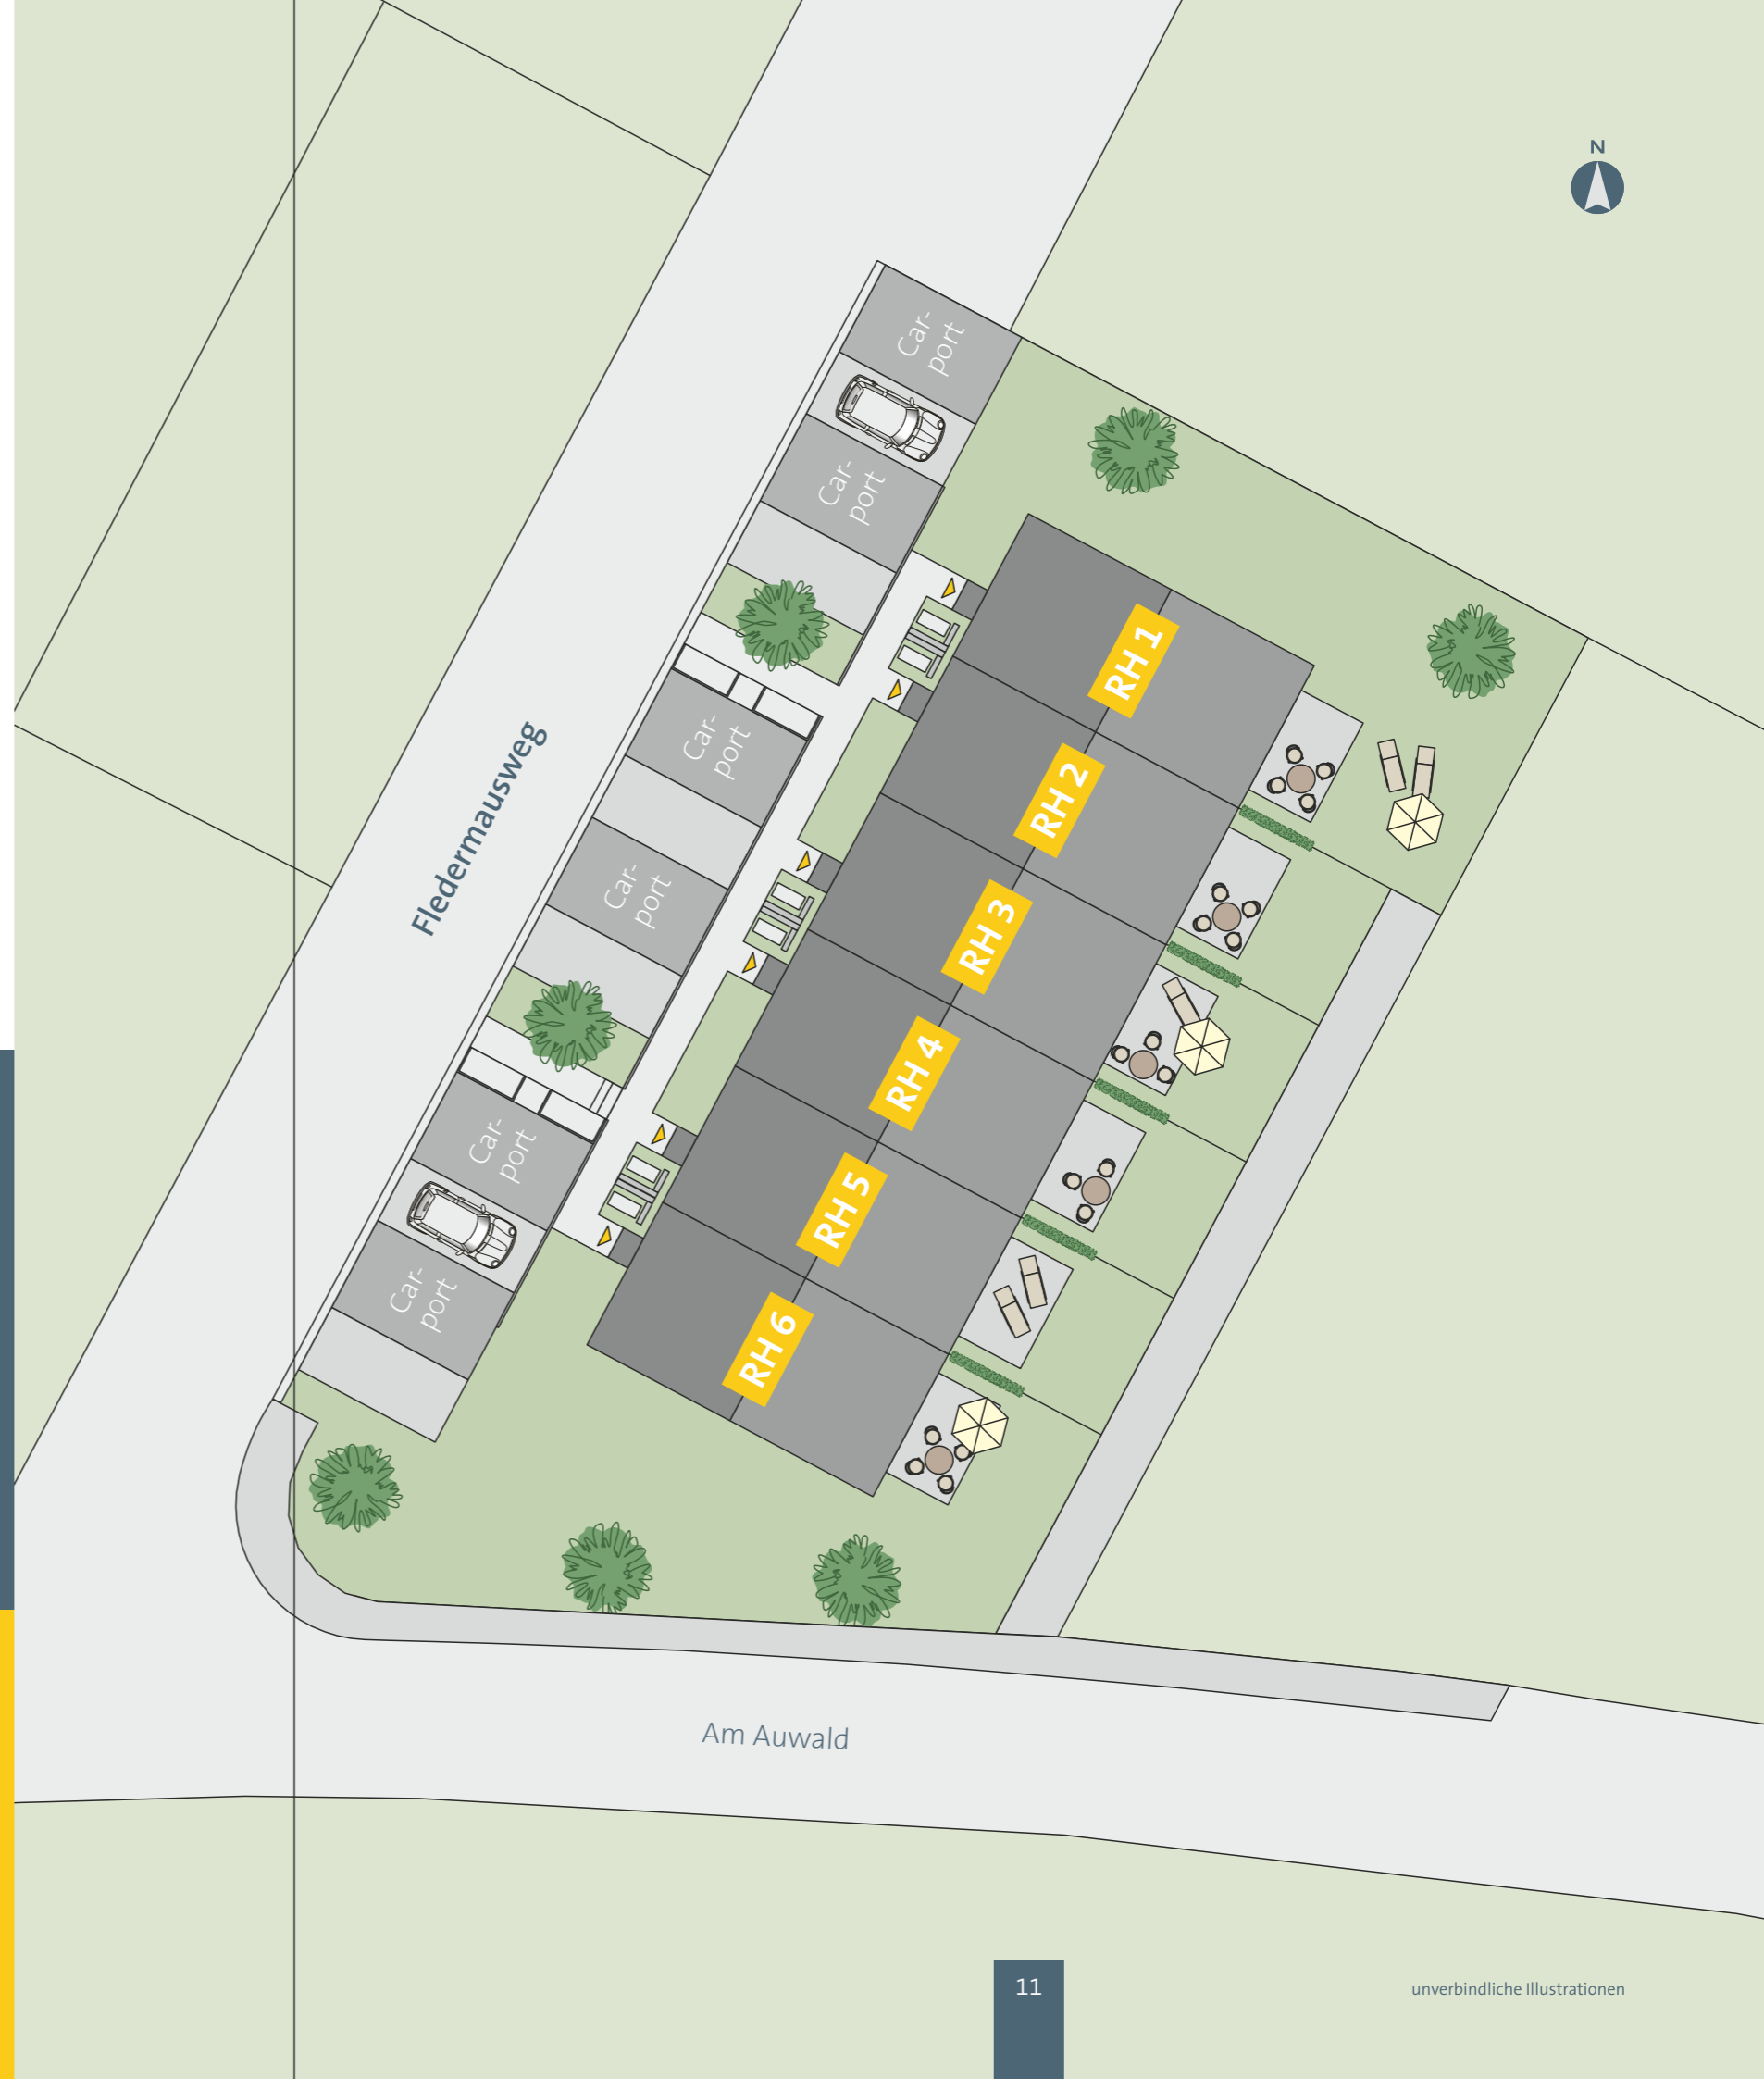 N
Car-
port
Car-
port
RH 1
Car-
port
RH 2
Fledermausweg
Car-
port
RH 3
RH 4
Car-
port
RH 5
Car-
port
RH 6
Am Auwald
11
unverbindliche Illustrationen